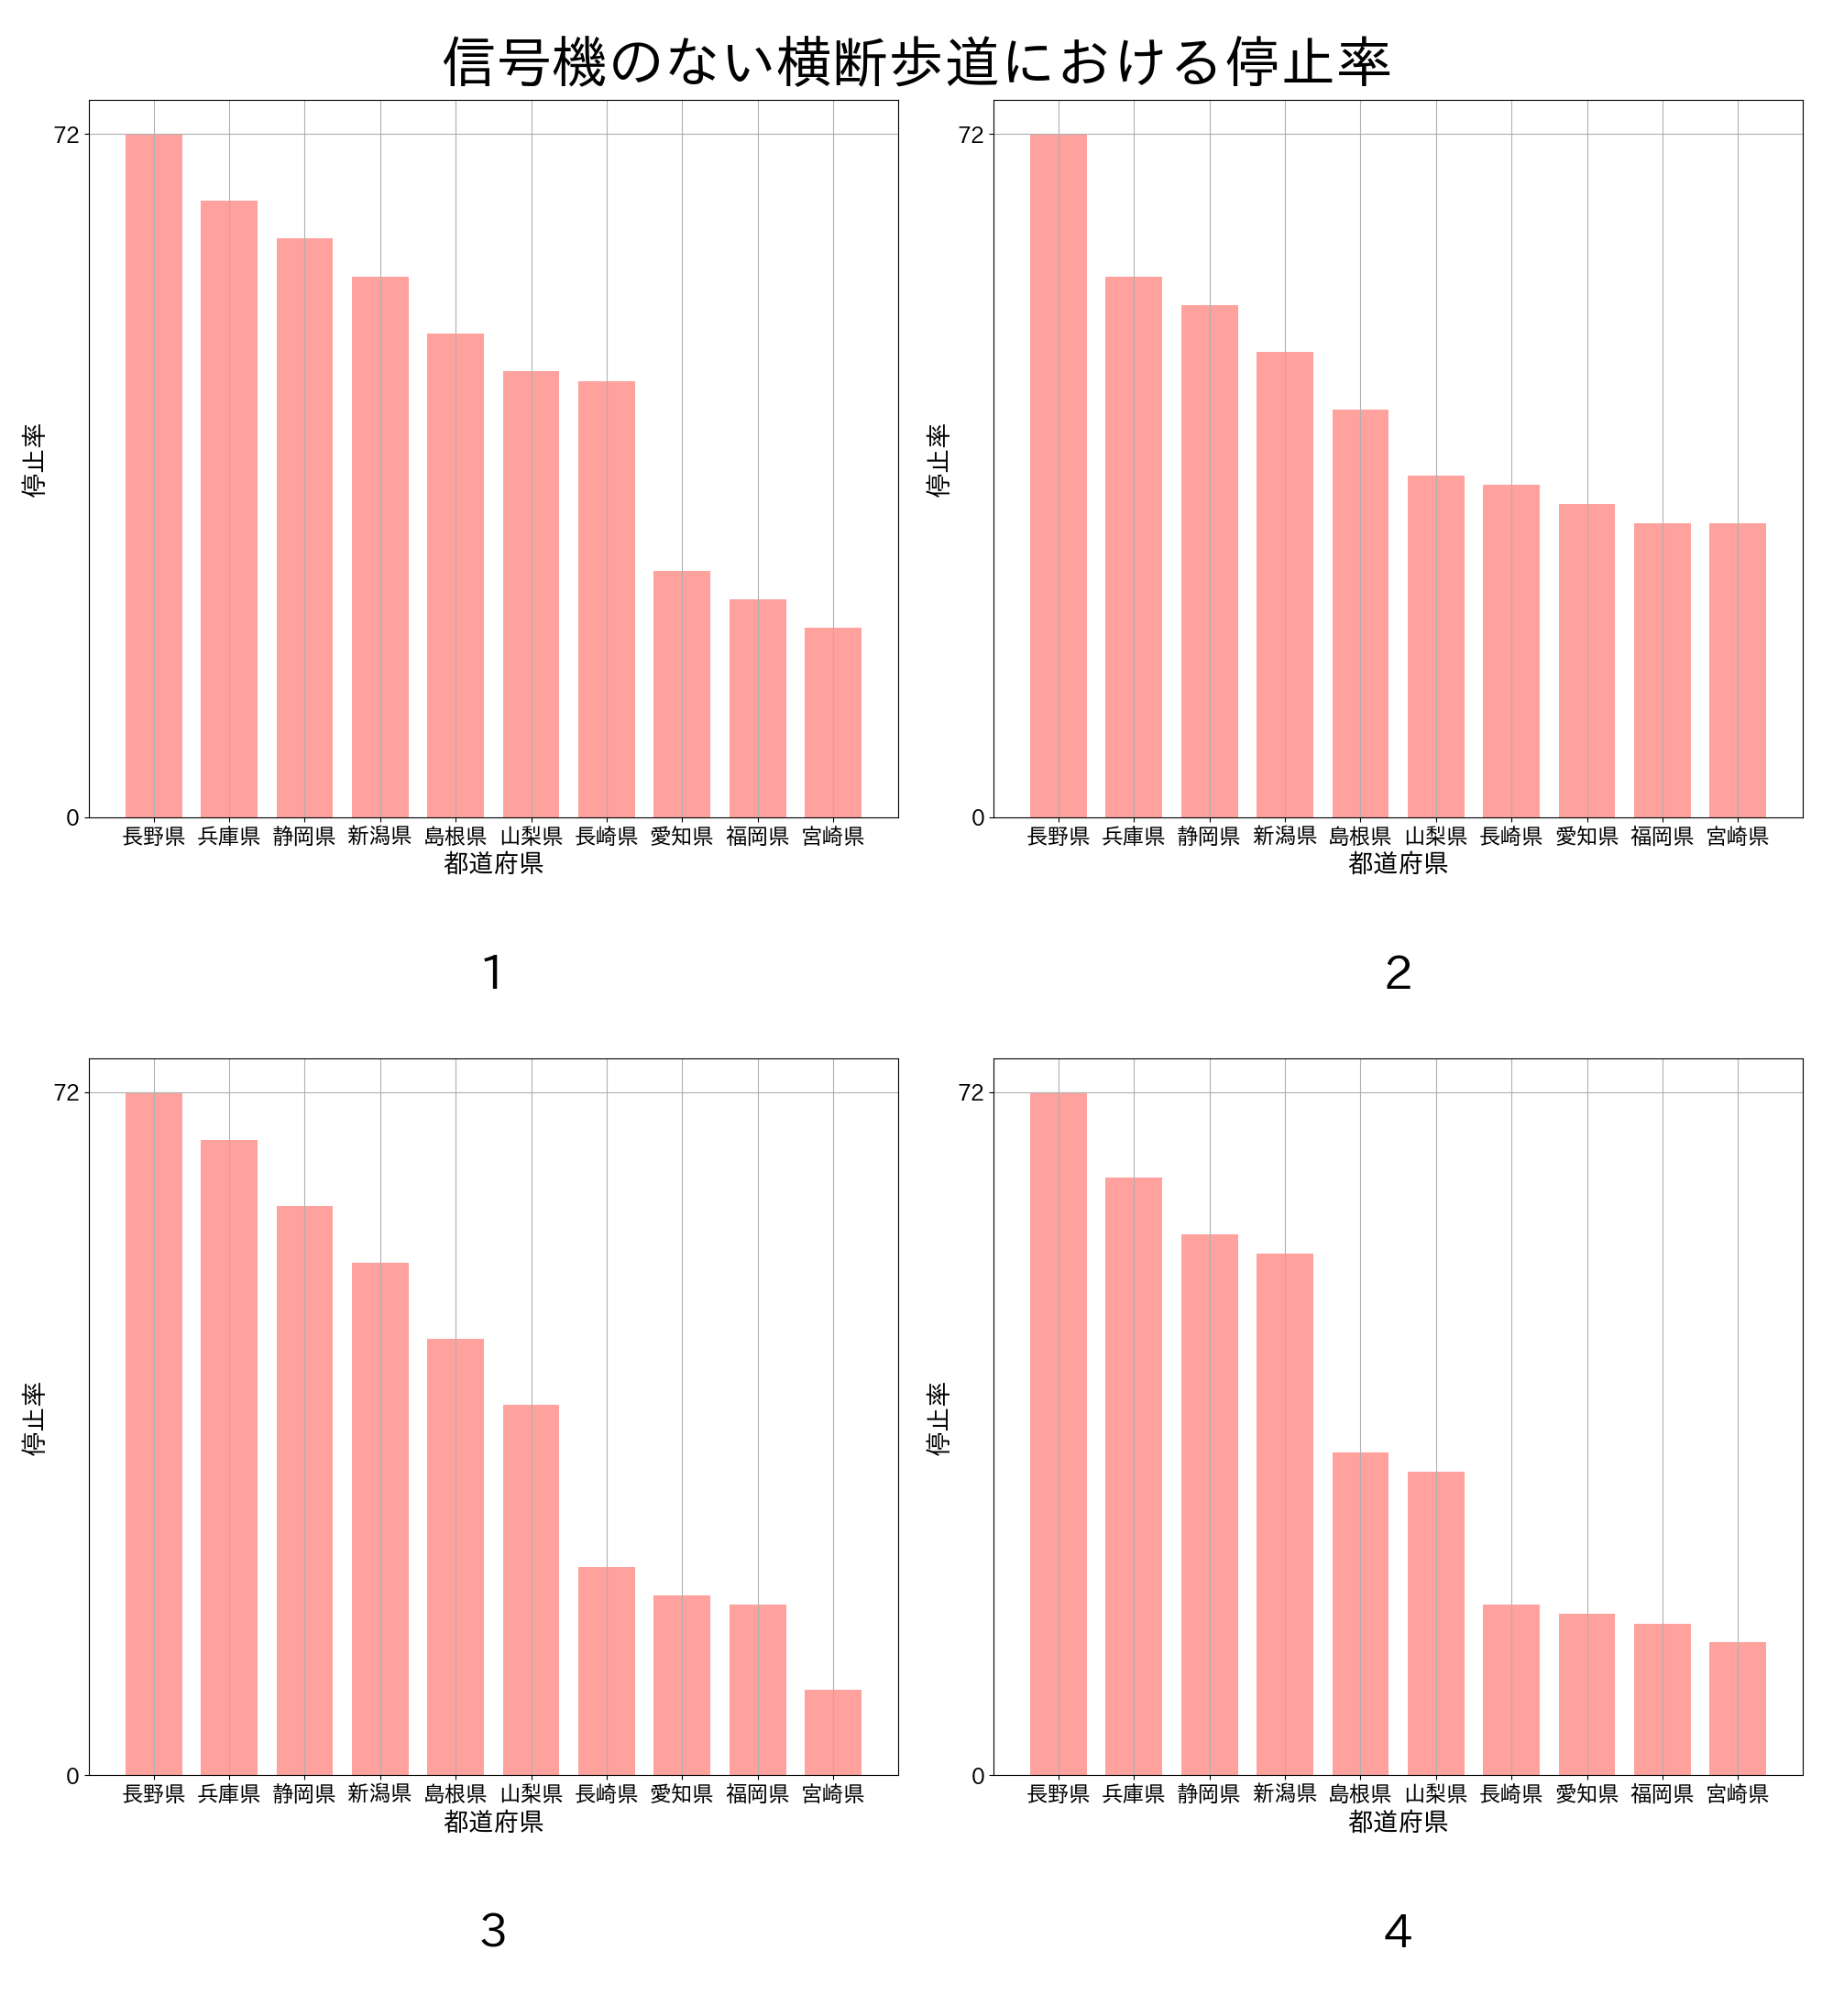 信号機のない横断歩道における停止率
72
0
停止率
長野県 兵庫県 静岡県 新潟県 島根県 山梨県 長崎県 愛知県 福岡県 宮崎県
都道府県
1
72
0
停止率
長野県 兵庫県 静岡県 新潟県 島根県 山梨県 長崎県 愛知県 福岡県 宮崎県
都道府県
2
72
0
停止率
長野県 兵庫県 静岡県 新潟県 島根県 山梨県 長崎県 愛知県 福岡県 宮崎県
都道府県
3
72
0
停止率
長野県 兵庫県 静岡県 新潟県 島根県 山梨県 長崎県 愛知県 福岡県 宮崎県
都道府県
4